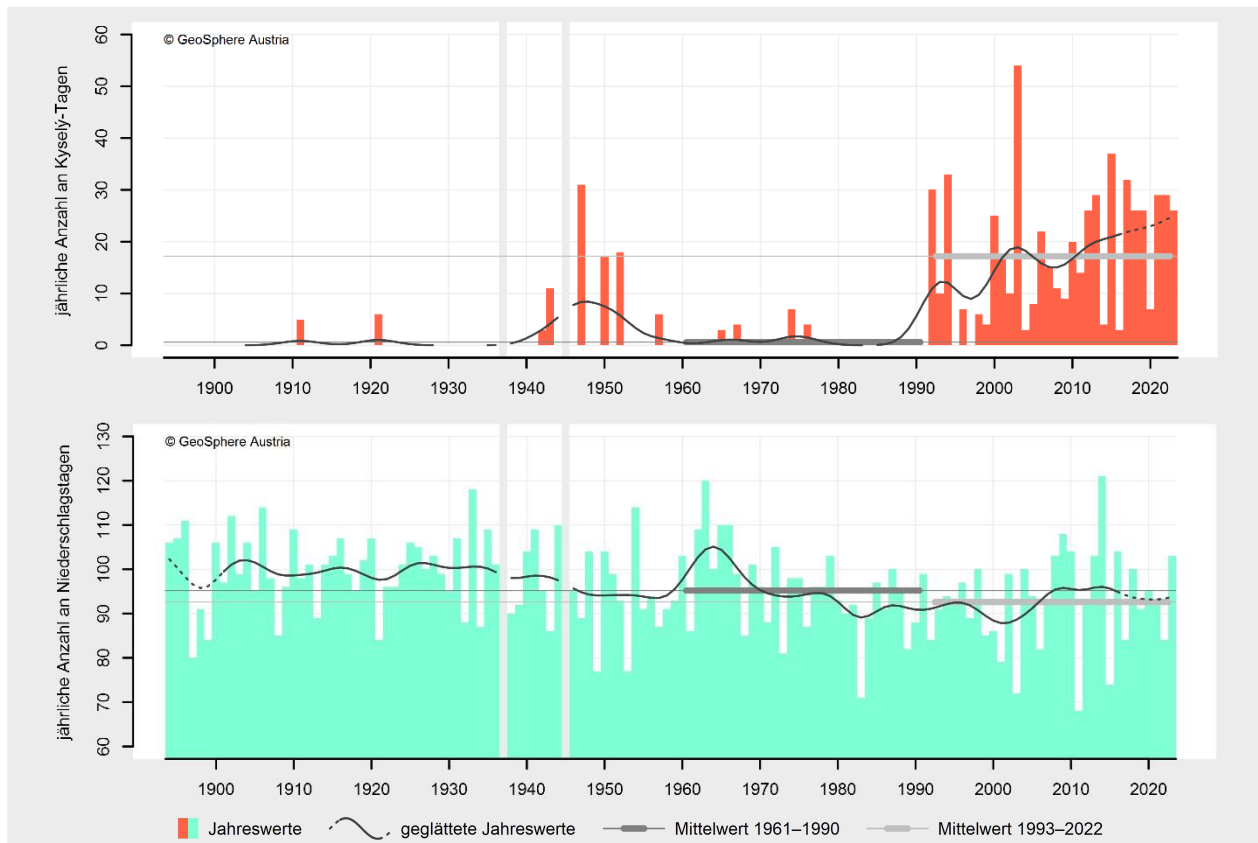 © GeoSphere Austria
jährliche Anzahl an Kyselý-Tagen
60
50
40
30
20
10
0
1900 1910 1920 1930 1940 1950 1960 1970 1980 1990 2000 2010 2020
© GeoSphere Austria
jährliche Anzahl an Niederschlagstagen
130
120
110
100
90
80
70
60
1900 1910 1920 1930 1940 1950 1960 1970 1980 1990 2000 2010 2020
Jahreswerte geglättete Jahreswerte Mittelwert 1961–1990 Mittelwert 1993–2022